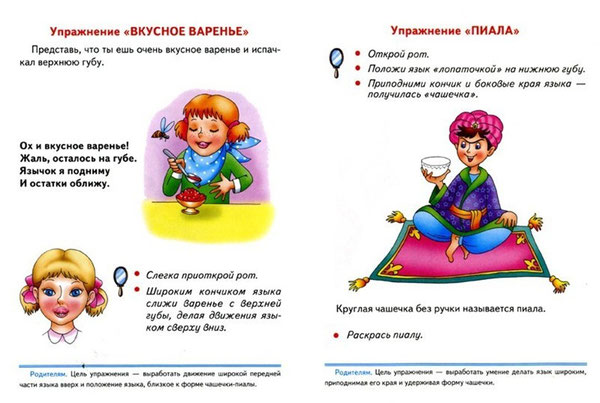 Упражнение «ВКУСНОЕ ВАРЕНЬЕ»
Представь, что ты ешь очень вкусное варенье и испач-
кал верхнюю губу.
Ох и вкусное варенье!
Жаль, осталось на губе.
Язычок я подниму
И остатки оближу.
• Слегка приоткрой рот.
• Широким кончиком языка
слижи варенье с верхней
губы, делая движения язы-
ком сверху вниз.
Родителям. Цель упражнения — выработать движение широкой передней
части языка вверх и положение языка, близкое к форме чашечки-пиалы.
Упражнение «ПИАЛА»
• Открой рот.
• Положи язык «лопаточкой» на нижнюю губу.
• Приподними кончик и боковые края языка —
получилась «чашечка».
Круглая чашечка без ручки называется пиала.
• Раскрась пиалу.
Родителям. Цель упражнения — выработать умение делать язык широким,
приподнимая его края и удерживая форму чашечки.